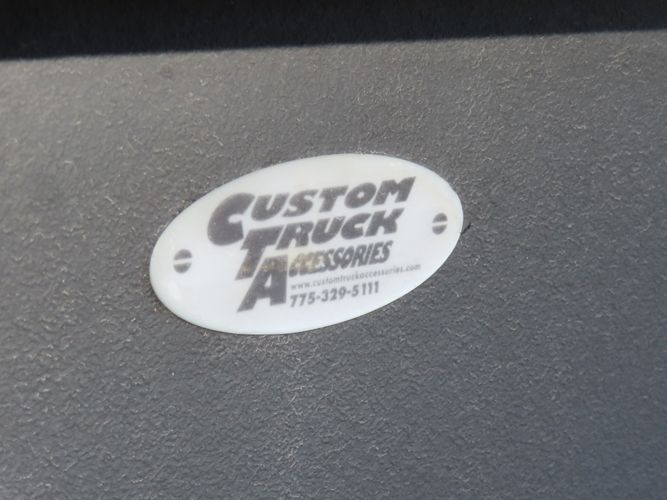 CUSTOM
TRUCK
ACCESSORIES
www.customtruckaccessories.com
775-329-5111